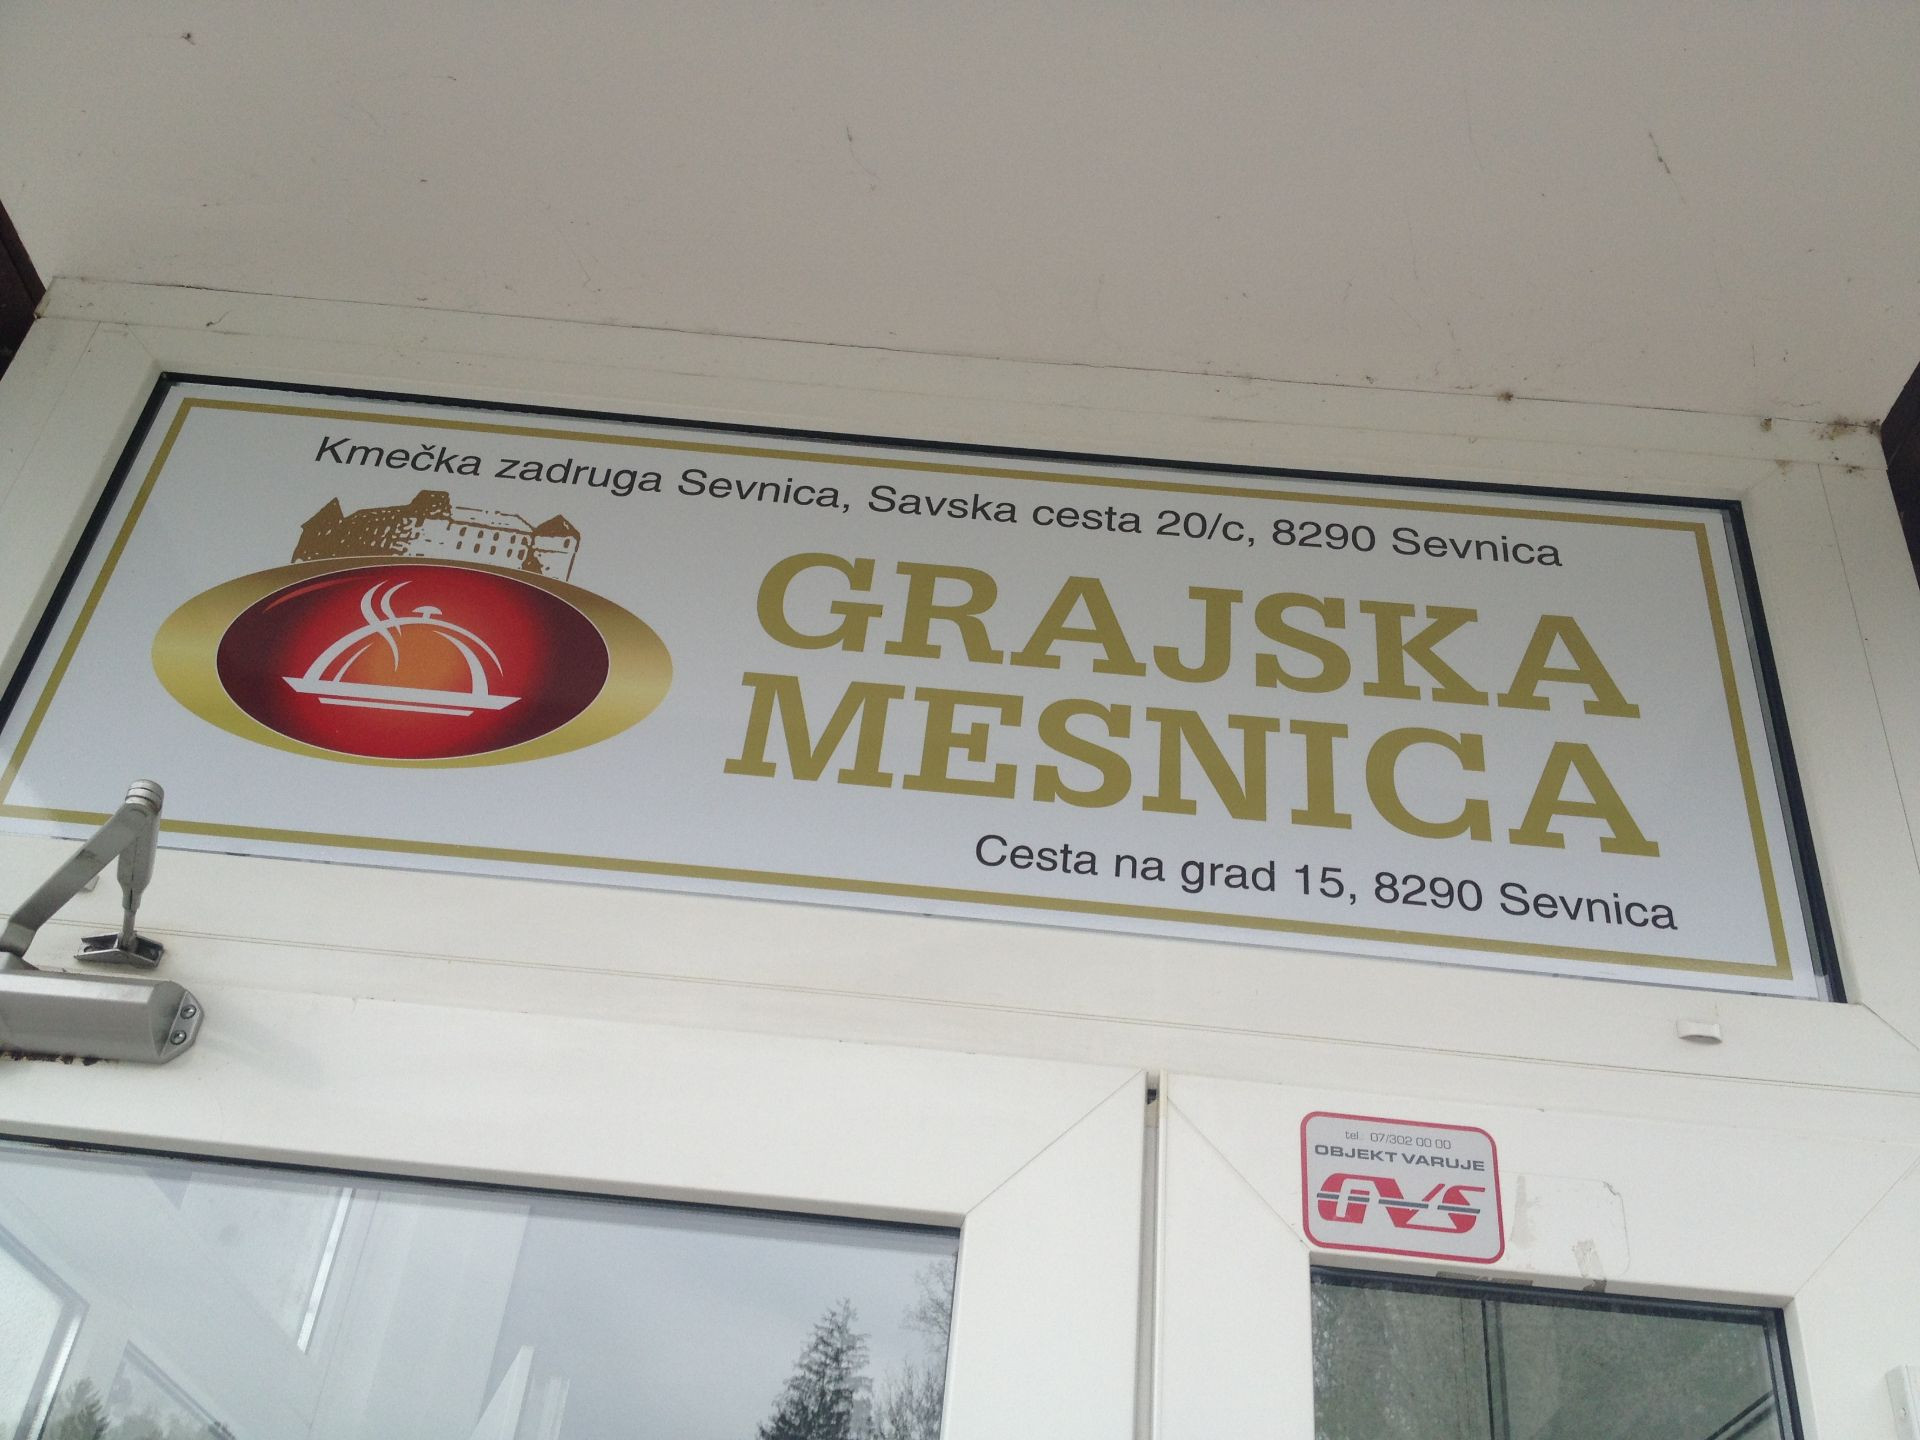 Kmečka zadruga Sevnica, Savska cesta 20/c, 8290 Sevnica
GRAJSKA
MESNICA
Cesta na grad 15, 8290 Sevnica
tel.: 07/302 00 00
OBJEKT VARUJE